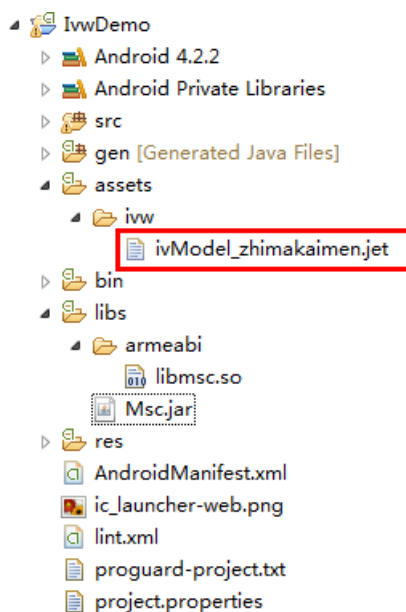 IvwDemo
Android 4.2.2
Android Private Libraries
src
gen [Generated Java Files]
assets
ivw
ivModel_zhimakaimen.jet
bin
libs
armeabi
libmsc.so
Msc.jar
res
AndroidManifest.xml
ic_launcher-web.png
lint.xml
proguard-project.txt
project.properties